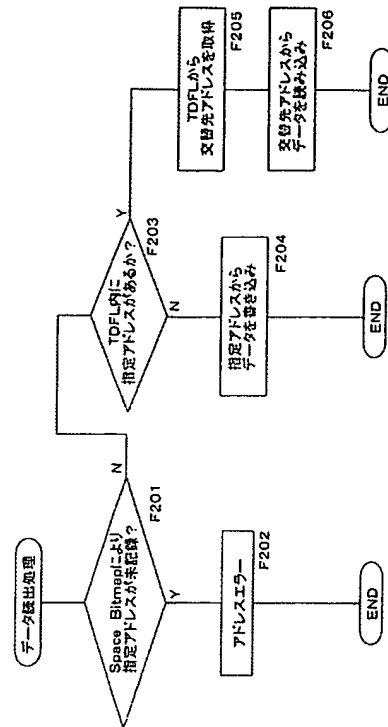 データ読出処理
Space Bitmapにより
指定アドレスが未記録？
F201
Y
N
アドレスエラー
F202
END
TDFL内に
指定アドレスがあるか？
F203
Y
N
指定アドレスから
データを書き込み
F204
END
TDFLから
交替先アドレスを取得
F205
交替先アドレスから
データを読み込み
F206
END